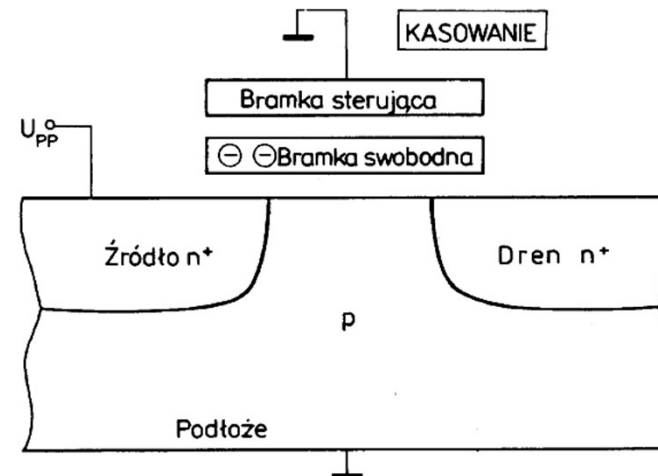 KASOWANIE
Bramka sterująca
U_PP
⊖ ⊖ Bramka swobodna
Źródło n⁺
Dren n⁺
p
Podłoże